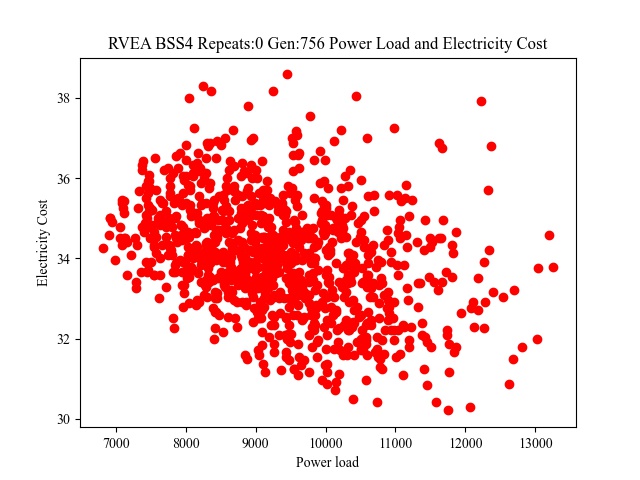 RVEA BSS4 Repeats:0 Gen:756 Power Load and Electricity Cost
38
36
34
32
30
Electricity Cost
7000 8000 9000 10000 11000 12000 13000
Power load